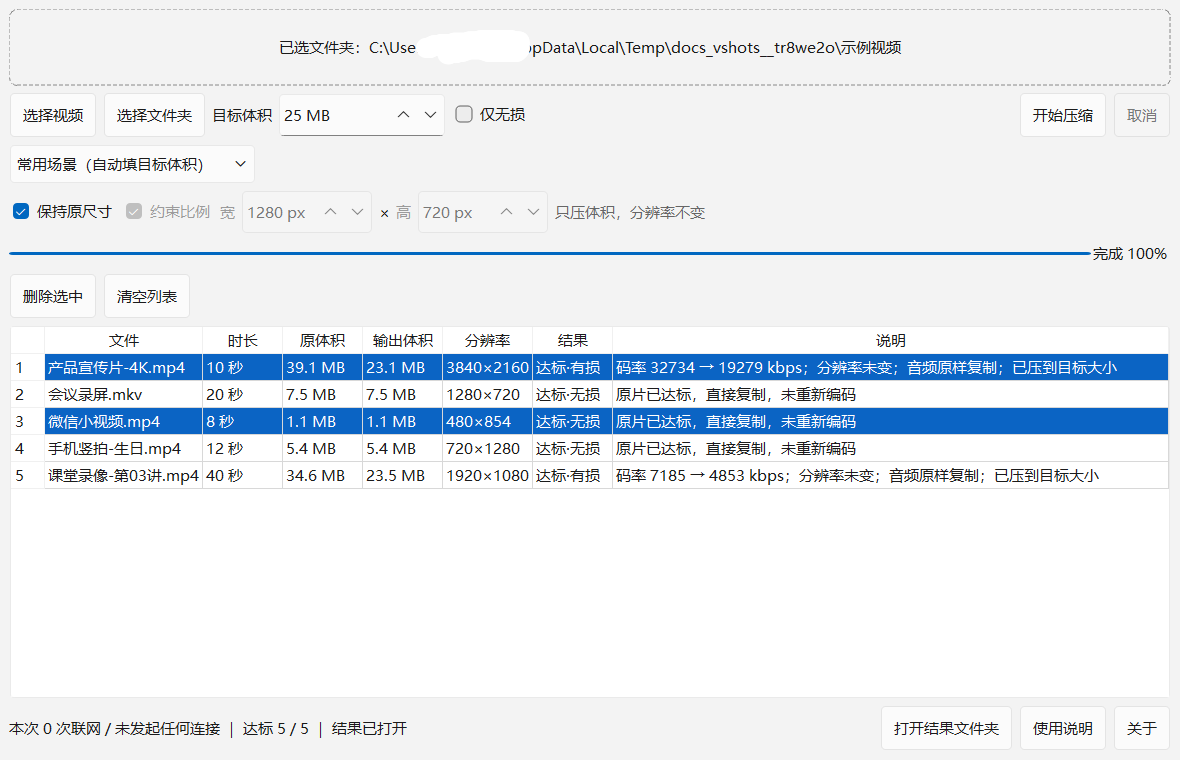 已选文件夹：C:\Use pData\Local\Temp\docs_vshots__tr8we2o\示例视频
选择视频 选择文件夹 目标体积 25 MB 仅无损 开始压缩 取消
常用场景（自动填目标体积）
保持原尺寸 约束比例 宽 1280 px × 高 720 px 只压体积，分辨率不变
完成 100%
删除选中 清空列表
文件 时长 原体积 输出体积 分辨率 结果 说明
1 产品宣传片-4K.mp4 10 秒 39.1 MB 23.1 MB 3840×2160 达标·有损 码率 32734 → 19279 kbps；分辨率未变；音频原样复制；已压到目标大小
2 会议录屏.mkv 20 秒 7.5 MB 7.5 MB 1280×720 达标·无损 原片已达标，直接复制，未重新编码
3 微信小视频.mp4 8 秒 1.1 MB 1.1 MB 480×854 达标·无损 原片已达标，直接复制，未重新编码
4 手机竖拍-生日.mp4 12 秒 5.4 MB 5.4 MB 720×1280 达标·无损 原片已达标，直接复制，未重新编码
5 课堂录像-第03讲.mp4 40 秒 34.6 MB 23.5 MB 1920×1080 达标·有损 码率 7185 → 4853 kbps；分辨率未变；音频原样复制；已压到目标大小
本次 0 次联网 / 未发起任何连接 | 达标 5 / 5 | 结果已打开 打开结果文件夹 使用说明 关于